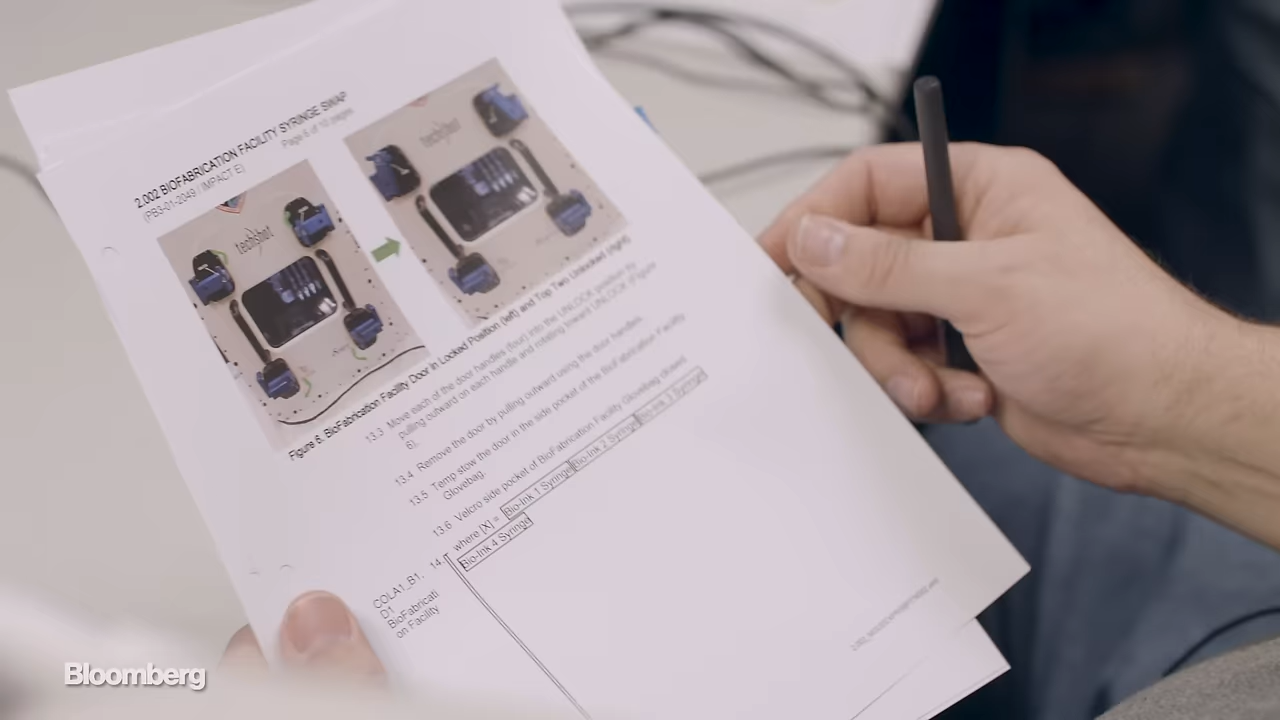 2.002 BIOFABRICATION FACILITY SYRINGE SWAP
(PB3-01-2049 / IMPACT E)
Page 6 of 10 pages
techshot
techshot
Figure 6. BioFabrication Facility Door in Locked Position (left) and Top Two Unlocked (right)
13.3 Move each of the door handles (four) into the UNLOCK position by
pulling outward on each handle and rotating toward UNLOCK (Figure
6).
13.4 Remove the door by pulling outward using the door handles.
13.5 Temp stow the door in the side pocket of the BioFabrication Facility
Glovebag.
13.6 Velcro side pocket of BioFabrication Facility Glovebag closed.
where [X] = Bio-Ink 1 Syringe Bio-Ink 2 Syringe Bio-Ink 3 Syringe
Bio-Ink 4 Syringe
COLA1_B1, 14.
D1
BioFabricati
on Facility
Bloomberg